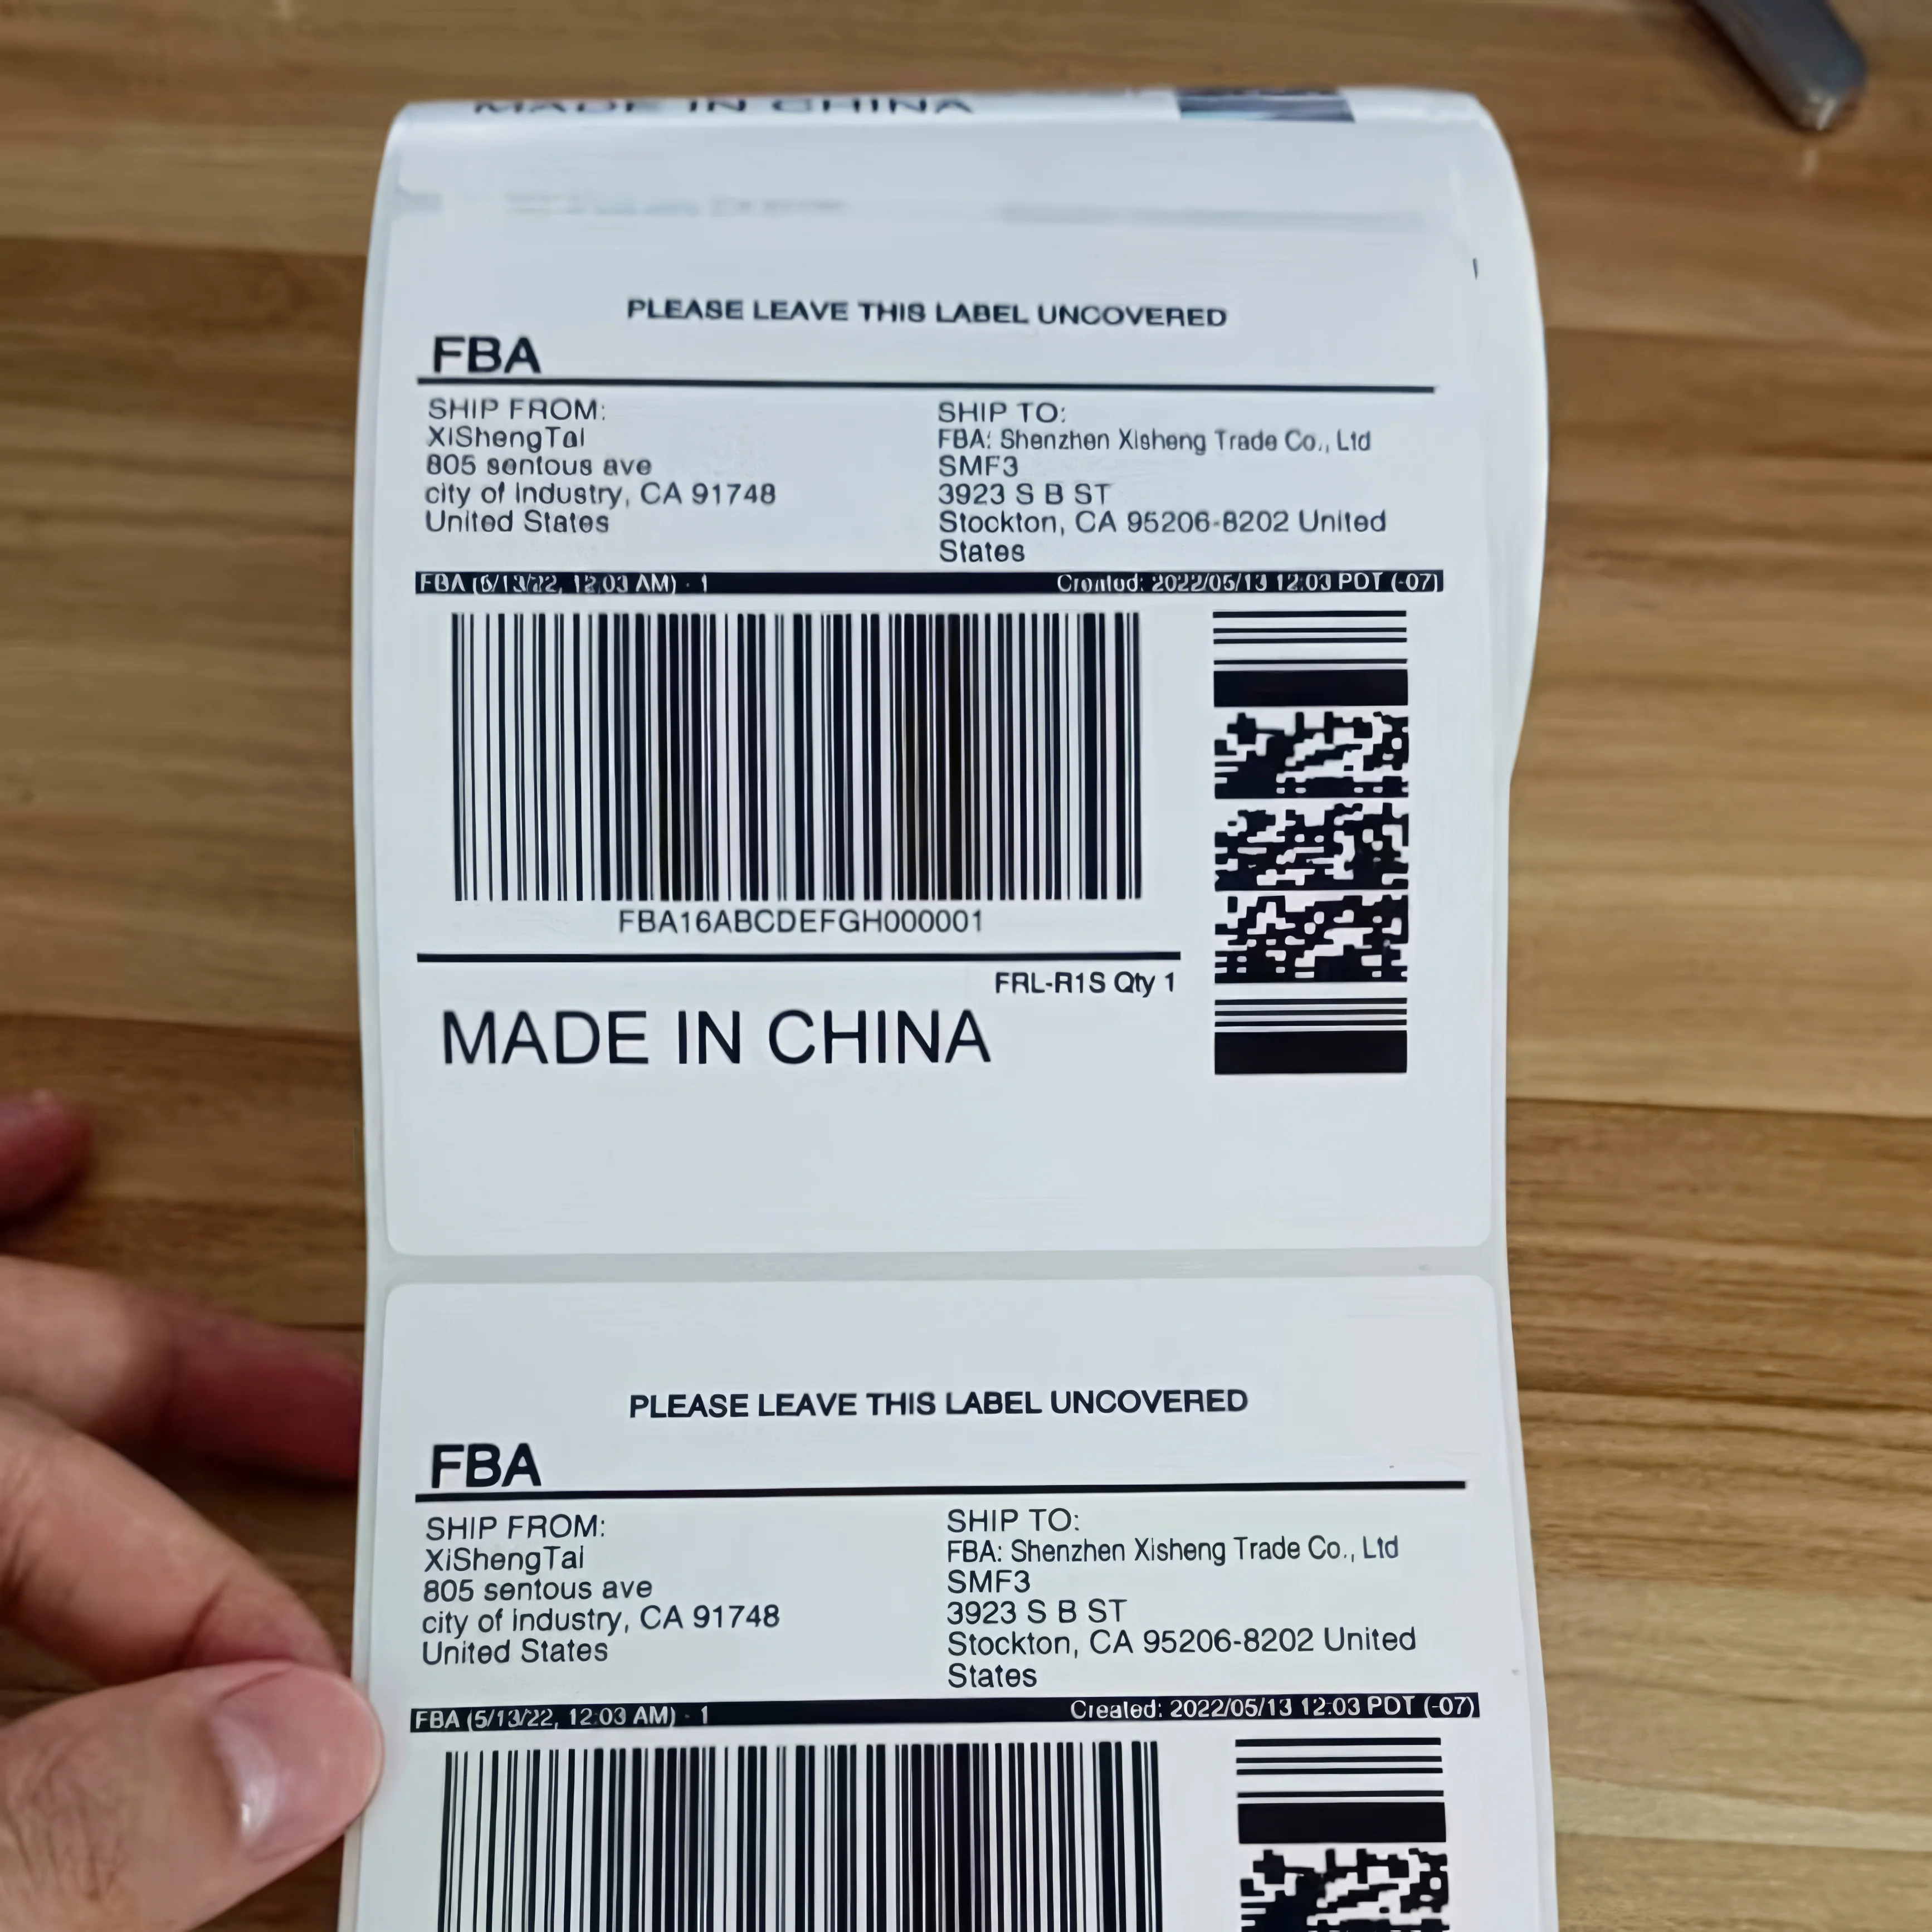 MADE IN CHINA
PLEASE LEAVE THIS LABEL UNCOVERED
FBA
SHIP FROM:
XiShengTai
805 sentous ave
city of industry, CA 91748
United States
SHIP TO:
FBA: Shenzhen Xisheng Trade Co., Ltd
SMF3
3923 S B ST
Stockton, CA 95206-8202 United
States
FBA (5/13/22, 12:03 AM) - 1
Created: 2022/05/13 12:03 PDT (-07)
FBA16ABCDEFGH000001
FRL-R1S Qty 1
MADE IN CHINA
PLEASE LEAVE THIS LABEL UNCOVERED
FBA
SHIP FROM:
XiShengTai
805 sentous ave
city of industry, CA 91748
United States
SHIP TO:
FBA: Shenzhen Xisheng Trade Co., Ltd
SMF3
3923 S B ST
Stockton, CA 95206-8202 United
States
FBA (5/13/22, 12:03 AM) - 1
Created: 2022/05/13 12:03 PDT (-07)